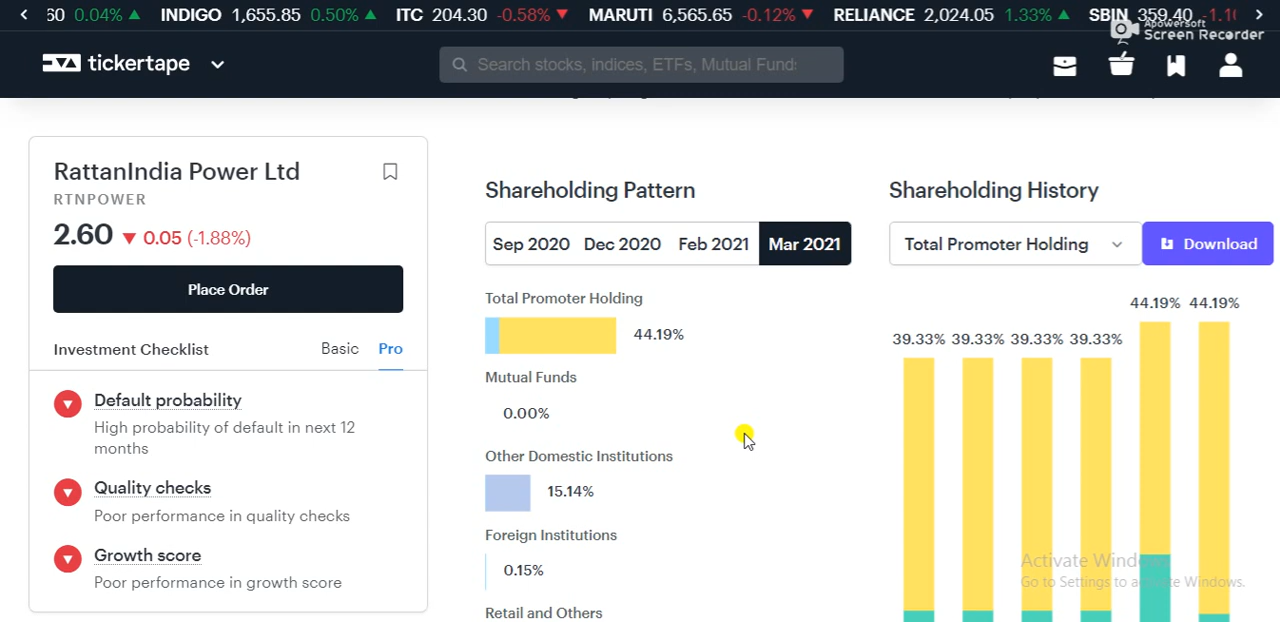 60 0.04% INDIGO 1,655.85 0.50% ITC 204.30 -0.58% MARUTI 6,565.65 -0.12% RELIANCE 2,024.05 1.33% SBIN 359.40
Apowersoft
Screen Recorder
tickertape
Search stocks, indices, ETFs, Mutual Funds
RattanIndia Power Ltd
RTNPOWER
2.60 0.05 (-1.88%)
Place Order
Investment Checklist Basic Pro
Default probability
High probability of default in next 12
months
Quality checks
Poor performance in quality checks
Growth score
Poor performance in growth score
Shareholding Pattern
Sep 2020 Dec 2020 Feb 2021 Mar 2021
Total Promoter Holding
44.19%
Mutual Funds
0.00%
Other Domestic Institutions
15.14%
Foreign Institutions
0.15%
Retail and Others
Shareholding History
Total Promoter Holding Download
44.19% 44.19%
39.33% 39.33% 39.33% 39.33%
Activate Windows
Go to Settings to activate Windows.